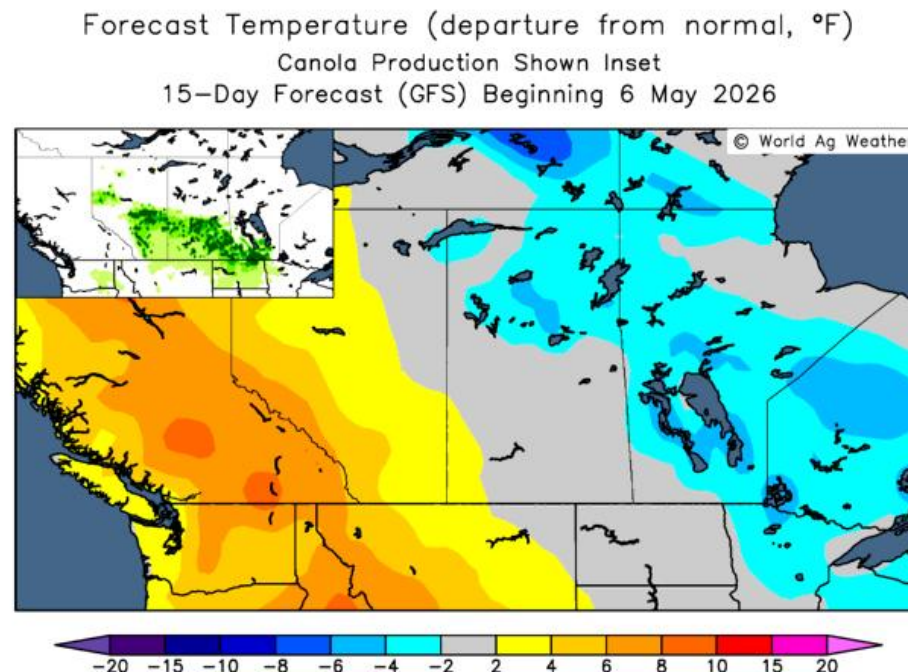 Forecast Temperature (departure from normal, °F)
Canola Production Shown Inset
15-Day Forecast (GFS) Beginning 6 May 2026
© World Ag Weather
-20 -15 -10 -8 -6 -4 -2 2 4 6 8 10 15 20